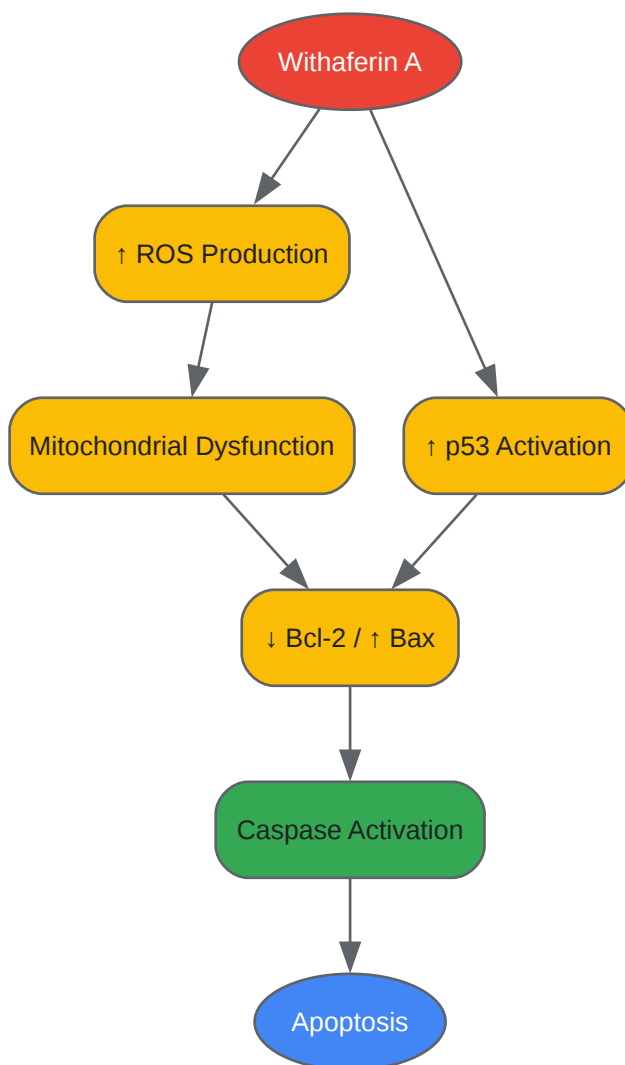 Withaferin A
↑ ROS Production
Mitochondrial Dysfunction
↑ p53 Activation
↓ Bcl-2 / ↑ Bax
Caspase Activation
Apoptosis